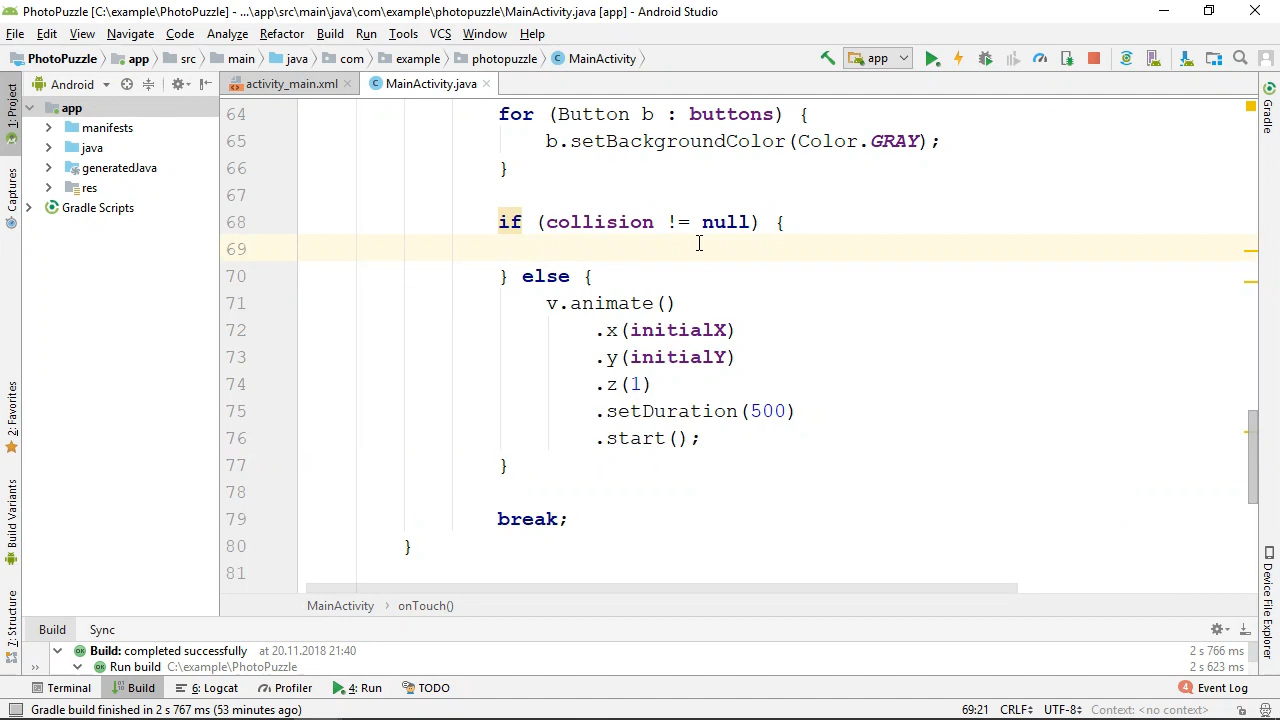 PhotoPuzzle [C:\example\PhotoPuzzle] - ...\app\src\main\java\com\example\photopuzzle\MainActivity.java [app] - Android Studio
File Edit View Navigate Code Analyze Refactor Build Run Tools VCS Window Help
PhotoPuzzle app src main java com example photopuzzle MainActivity app
Android activity_main.xml MainActivity.java
1: Project
Captures
2: Favorites
Build Variants
7: Structure
app
manifests
java
generatedJava
res
Gradle Scripts
64 for (Button b : buttons) {
65 b.setBackgroundColor(Color.GRAY);
66 }
67
68 if (collision != null) {
69
70 } else {
71 v.animate()
72 .x(initialX)
73 .y(initialY)
74 .z(1)
75 .setDuration(500)
76 .start();
77 }
78
79 break;
80 }
81
MainActivity › onTouch()
Gradle
Device File Explorer
Build Sync
Build: completed successfully at 20.11.2018 21:40 2 s 766 ms
Run build C:\example\PhotoPuzzle 2 s 623 ms
Terminal Build 6: Logcat Profiler 4: Run TODO 4 Event Log
Gradle build finished in 2 s 767 ms (53 minutes ago) 69:21 CRLF UTF-8 Context: <no context>